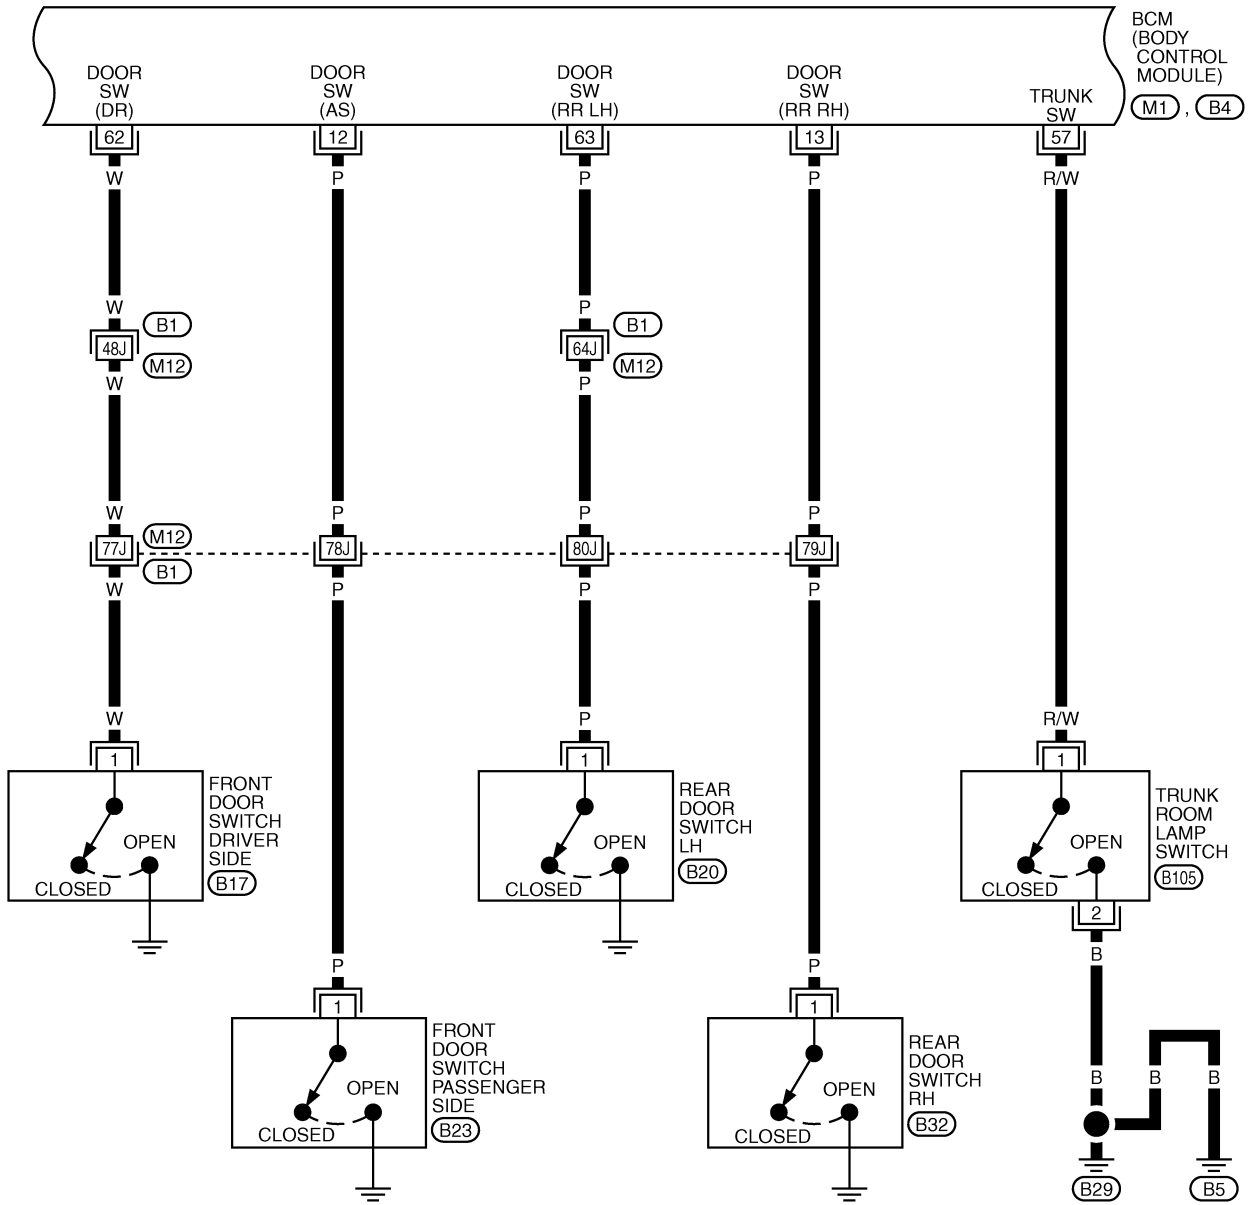 BCM
(BODY
CONTROL
MODULE)
M1 , B4
DOOR
SW
(DR)
DOOR
SW
(AS)
DOOR
SW
(RR LH)
DOOR
SW
(RR RH)
TRUNK
SW
62
12
63
13
57
W
P
P
P
R/W
W
P
B1
B1
48J
64J
M12
M12
W
P
W
P
P
P
M12
77J
78J
80J
79J
B1
W
P
P
P
W
P
R/W
1
1
1
FRONT
DOOR
SWITCH
DRIVER
SIDE
B17
OPEN
CLOSED
REAR
DOOR
SWITCH
LH
B20
OPEN
CLOSED
TRUNK
ROOM
LAMP
SWITCH
B105
OPEN
CLOSED
2
B
P
P
1
1
FRONT
DOOR
SWITCH
PASSENGER
SIDE
B23
OPEN
CLOSED
REAR
DOOR
SWITCH
RH
B32
OPEN
CLOSED
B
B
B
B29
B5